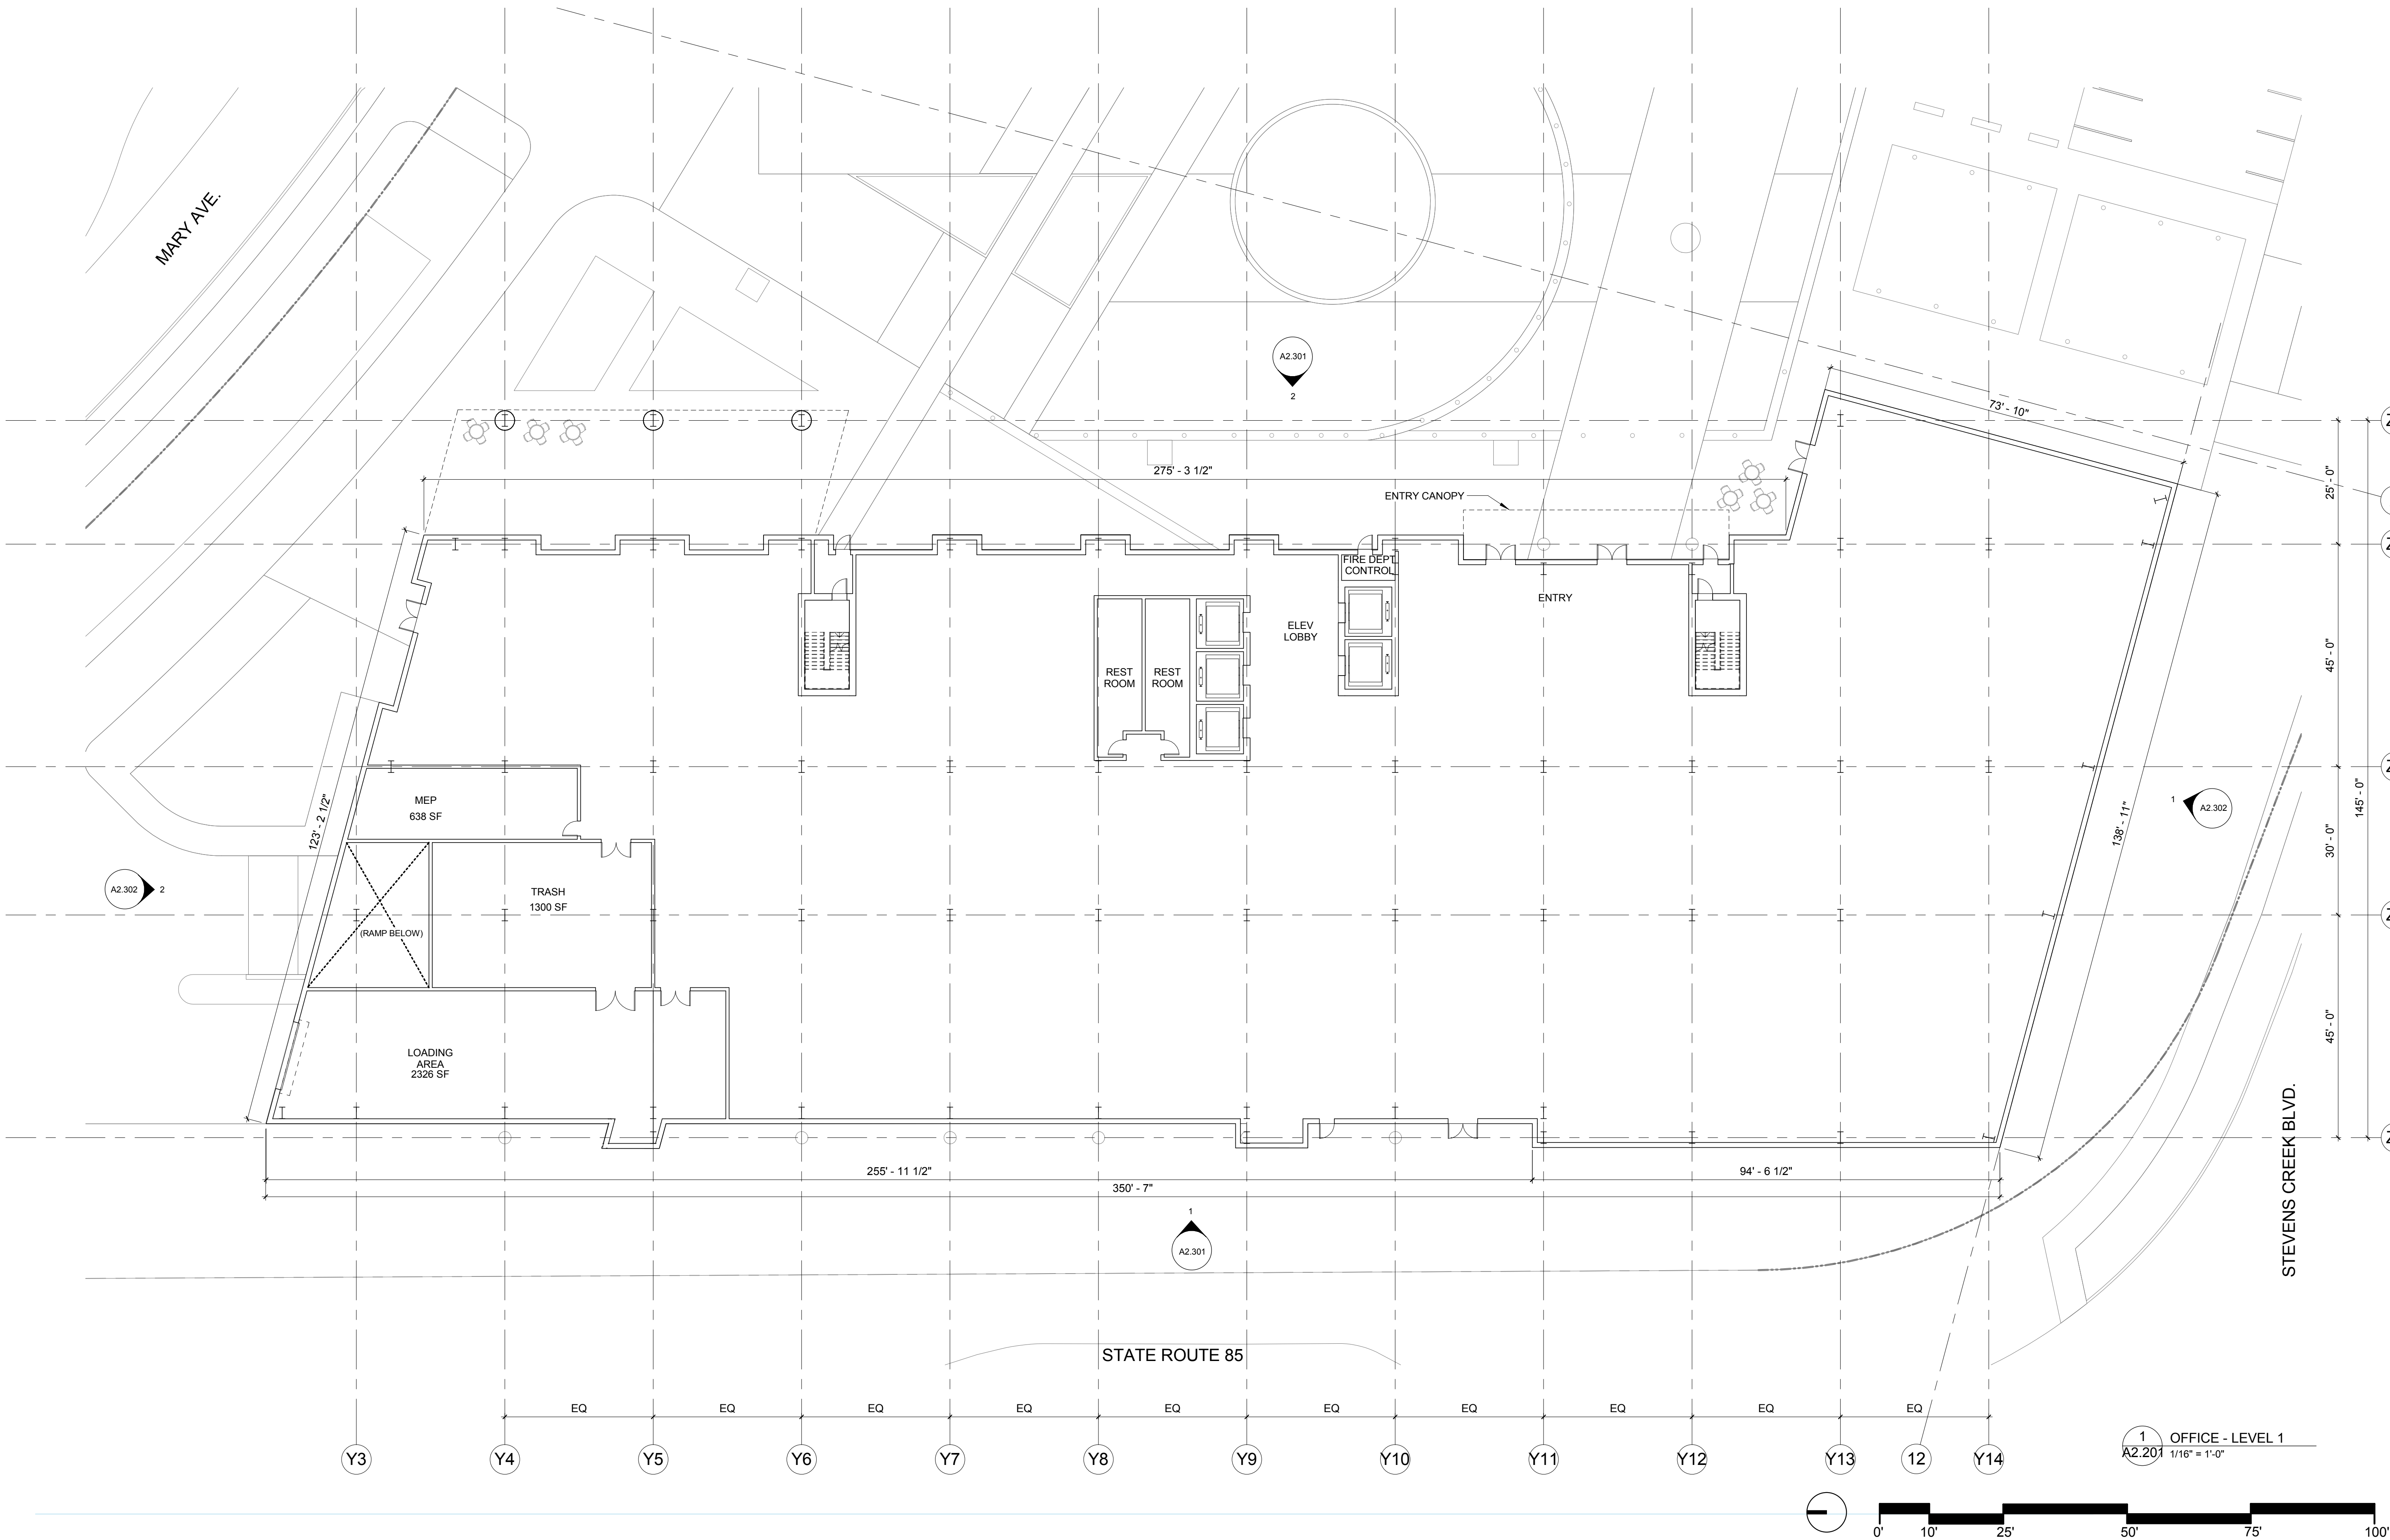 MARY AVE.
A2.301
2
73' - 10"
275' - 3 1/2"
ENTRY CANOPY
25' - 0"
FIRE DEPT.
CONTROL
ENTRY
ELEV
LOBBY
45' - 0"
REST
ROOM
REST
ROOM
MEP
638 SF
123' - 2 1/2"
1
A2.302
145' - 0"
138' - 11"
30' - 0"
A2.302
2
TRASH
1300 SF
(RAMP BELOW)
45' - 0"
LOADING
AREA
2326 SF
STEVENS CREEK BLVD.
255' - 11 1/2"
94' - 6 1/2"
350' - 7"
1
A2.301
STATE ROUTE 85
EQ
EQ
EQ
EQ
EQ
EQ
EQ
EQ
EQ
EQ
Y3
Y4
Y5
Y6
Y7
Y8
Y9
Y10
Y11
Y12
Y13
12
Y14
1
OFFICE - LEVEL 1
A2.201
1/16" = 1'-0"
0'
10'
25'
50'
75'
100'